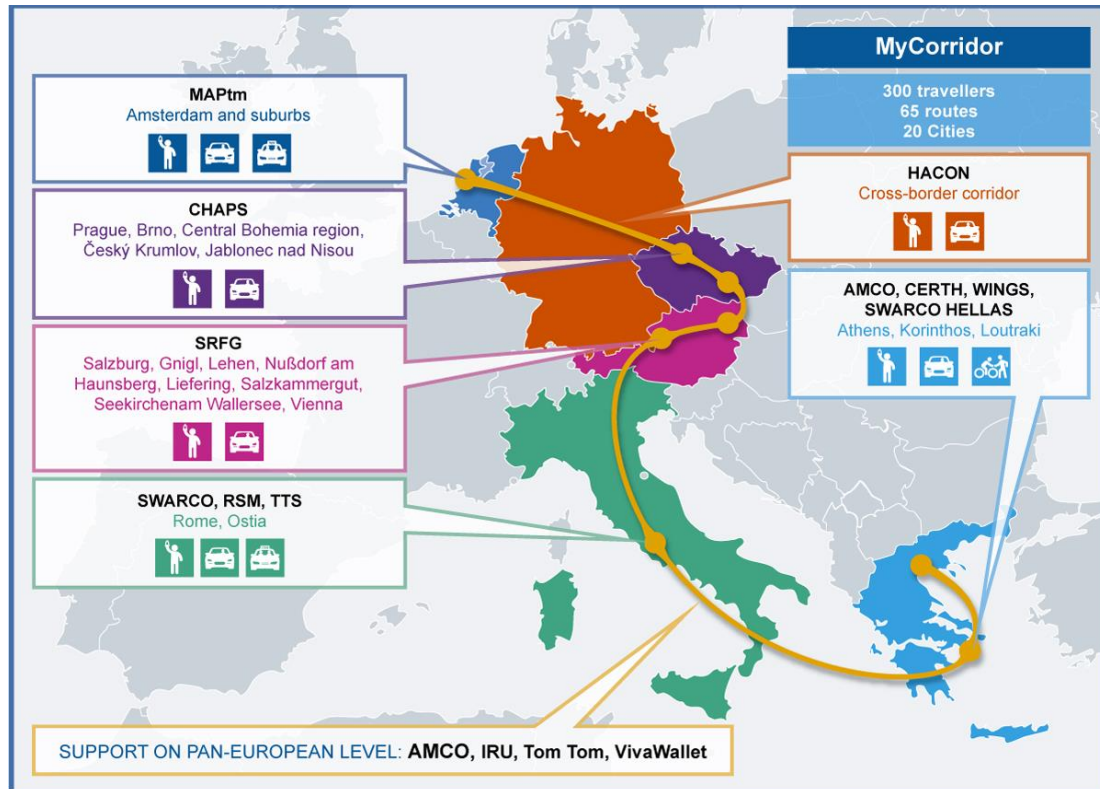 MyCorridor
300 travellers
65 routes
20 Cities
MAPtm
Amsterdam and suburbs
HACON
Cross-border corridor
CHAPS
Prague, Brno, Central Bohemia region,
Český Krumlov, Jablonec nad Nisou
AMCO, CERTH, WINGS,
SWARCO HELLAS
Athens, Korinthos, Loutraki
SRFG
Salzburg, Gnigl, Lehen, Nußdorf am
Haunsberg, Liefering, Salzkammergut,
Seekirchenam Wallersee, Vienna
SWARCO, RSM, TTS
Rome, Ostia
SUPPORT ON PAN-EUROPEAN LEVEL: AMCO, IRU, Tom Tom, VivaWallet